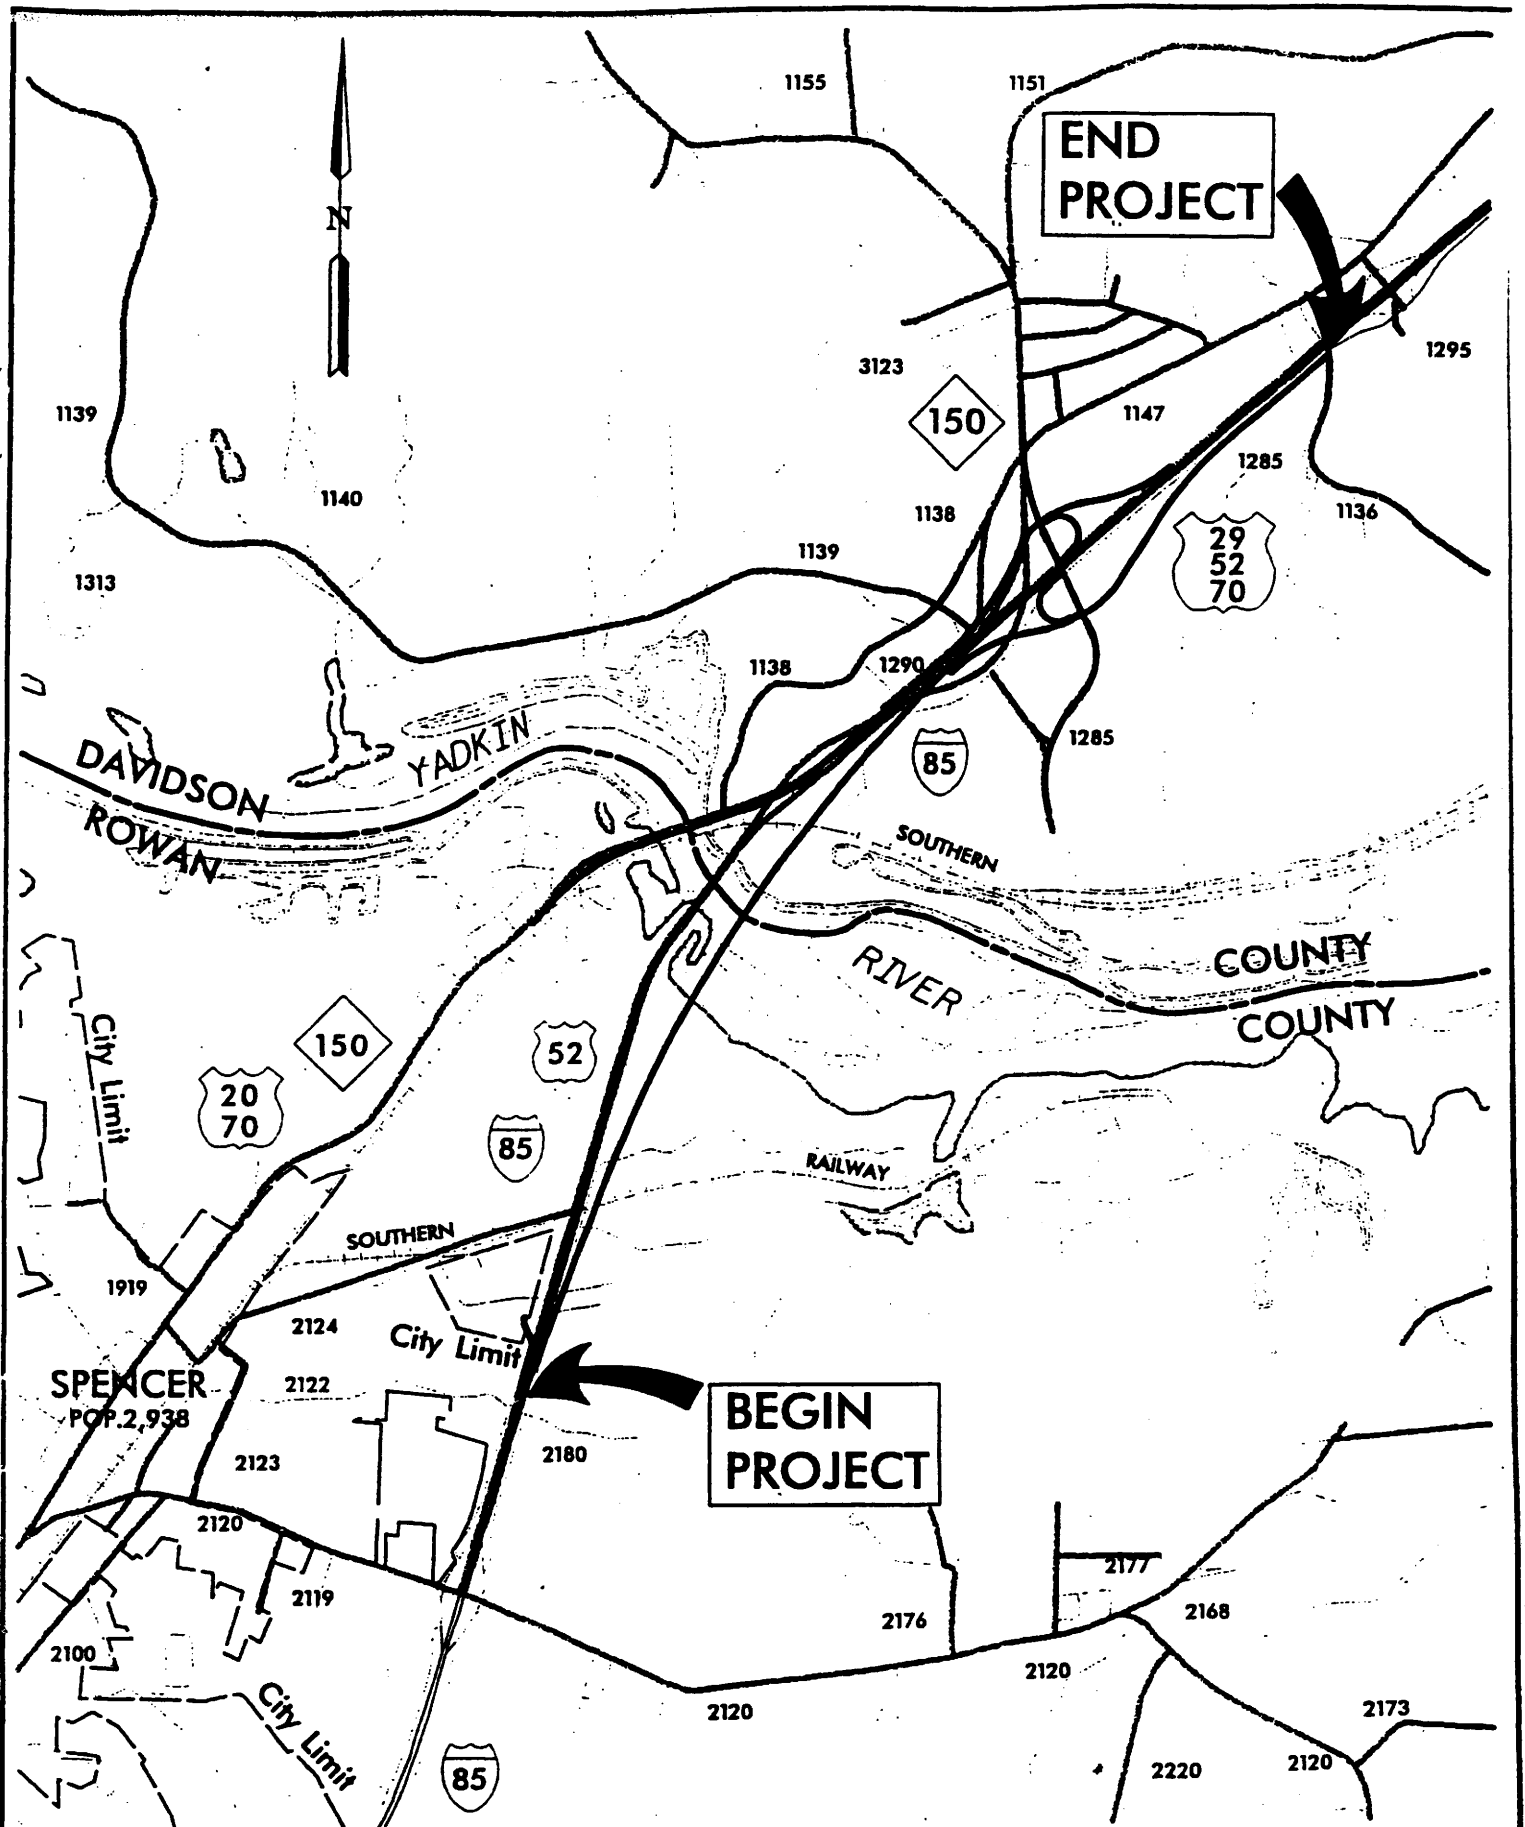 1155
1151
END
PROJECT
N
1295
3123
150
1139
1147
1285
1140
1138
1136
1139
29
52
70
1313
1138
1290
1285
85
YADKIN
DAVIDSON
ROWAN
SOUTHERN
COUNTY
RIVER
COUNTY
City Limit
150
52
20
70
85
RAILWAY
SOUTHERN
1919
2124
City Limit
SPENCER
POP. 2,938
2122
BEGIN
PROJECT
2123
2180
2120
2177
2119
2176
2168
2100
2120
2120
City Limit
2173
85
2220
2120